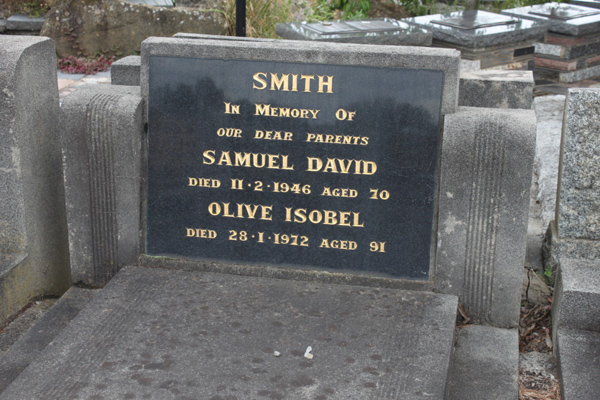 SMITH
IN MEMORY OF
OUR DEAR PARENTS
SAMUEL DAVID
DIED 11·2·1946 AGED 70
OLIVE ISOBEL
DIED 28·1·1972 AGED 91